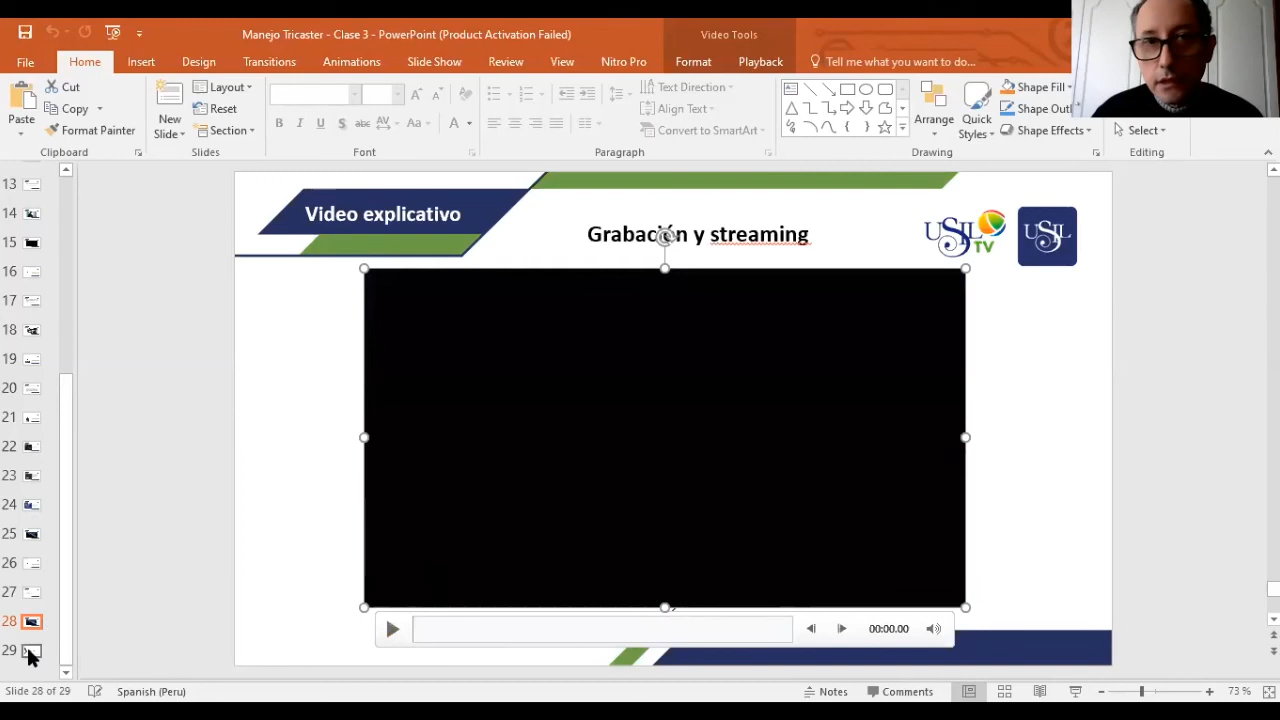 Manejo Tricaster - Clase 3 - PowerPoint (Product Activation Failed)
Video Tools
File
Home
Insert
Design
Transitions
Animations
Slide Show
Review
View
Nitro Pro
Format
Playback
Tell me what you want to do...
Paste
Cut
Copy
Format Painter
Clipboard
New
Slide
Layout
Reset
Section
Slides
B I U S abc AV Aa A
Font
Text Direction
Align Text
Convert to SmartArt
Paragraph
Arrange
Quick
Styles
Shape Fill
Shape Outl
Shape Effects
Drawing
Select
Editing
13
14
15
16
17
18
19
20
21
22
23
24
25
26
27
28
29
Video explicativo
Grabación y streaming
USIL
TV
USIL
00:00.00
Slide 28 of 29
Spanish (Peru)
Notes
Comments
73 %